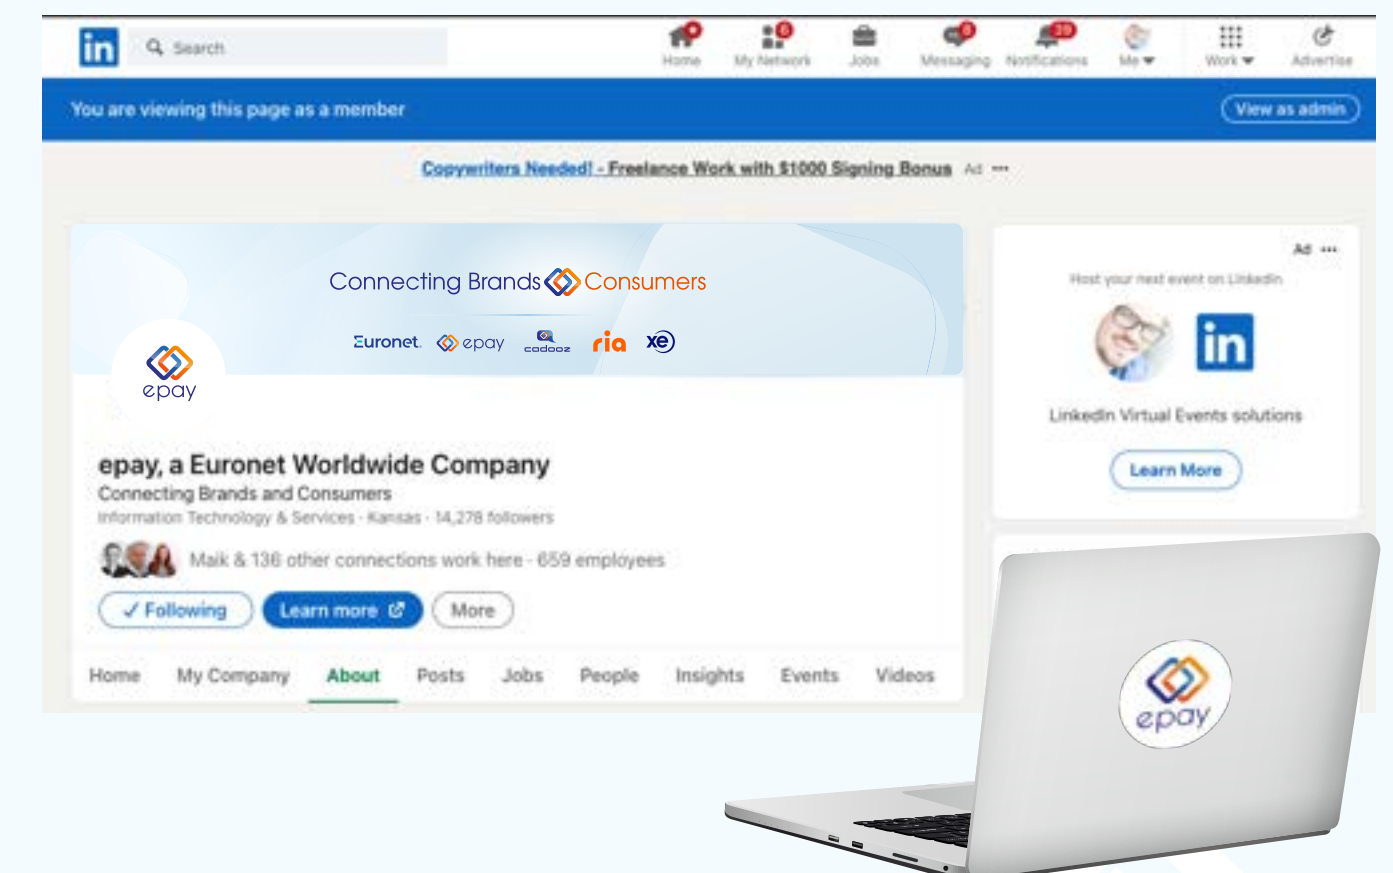 in
Search
Home
My Network
6
Jobs
Messaging
Notifications
39
Me
Work
Advertise
You are viewing this page as a member
View as admin
Copywriters Needed! - Freelance Work with $1000 Signing Bonus Ad
Connecting Brands Consumers
Euronet. epay cadooz ria xe
epay
epay, a Euronet Worldwide Company
Connecting Brands and Consumers
Information Technology & Services · Kansas · 14,278 followers
Maik & 136 other connections work here · 659 employees
✓ Following
Learn more
More
Home
My Company
About
Posts
Jobs
People
Insights
Events
Videos
Ad
Host your next event on LinkedIn
in
LinkedIn Virtual Events solutions
Learn More
epay